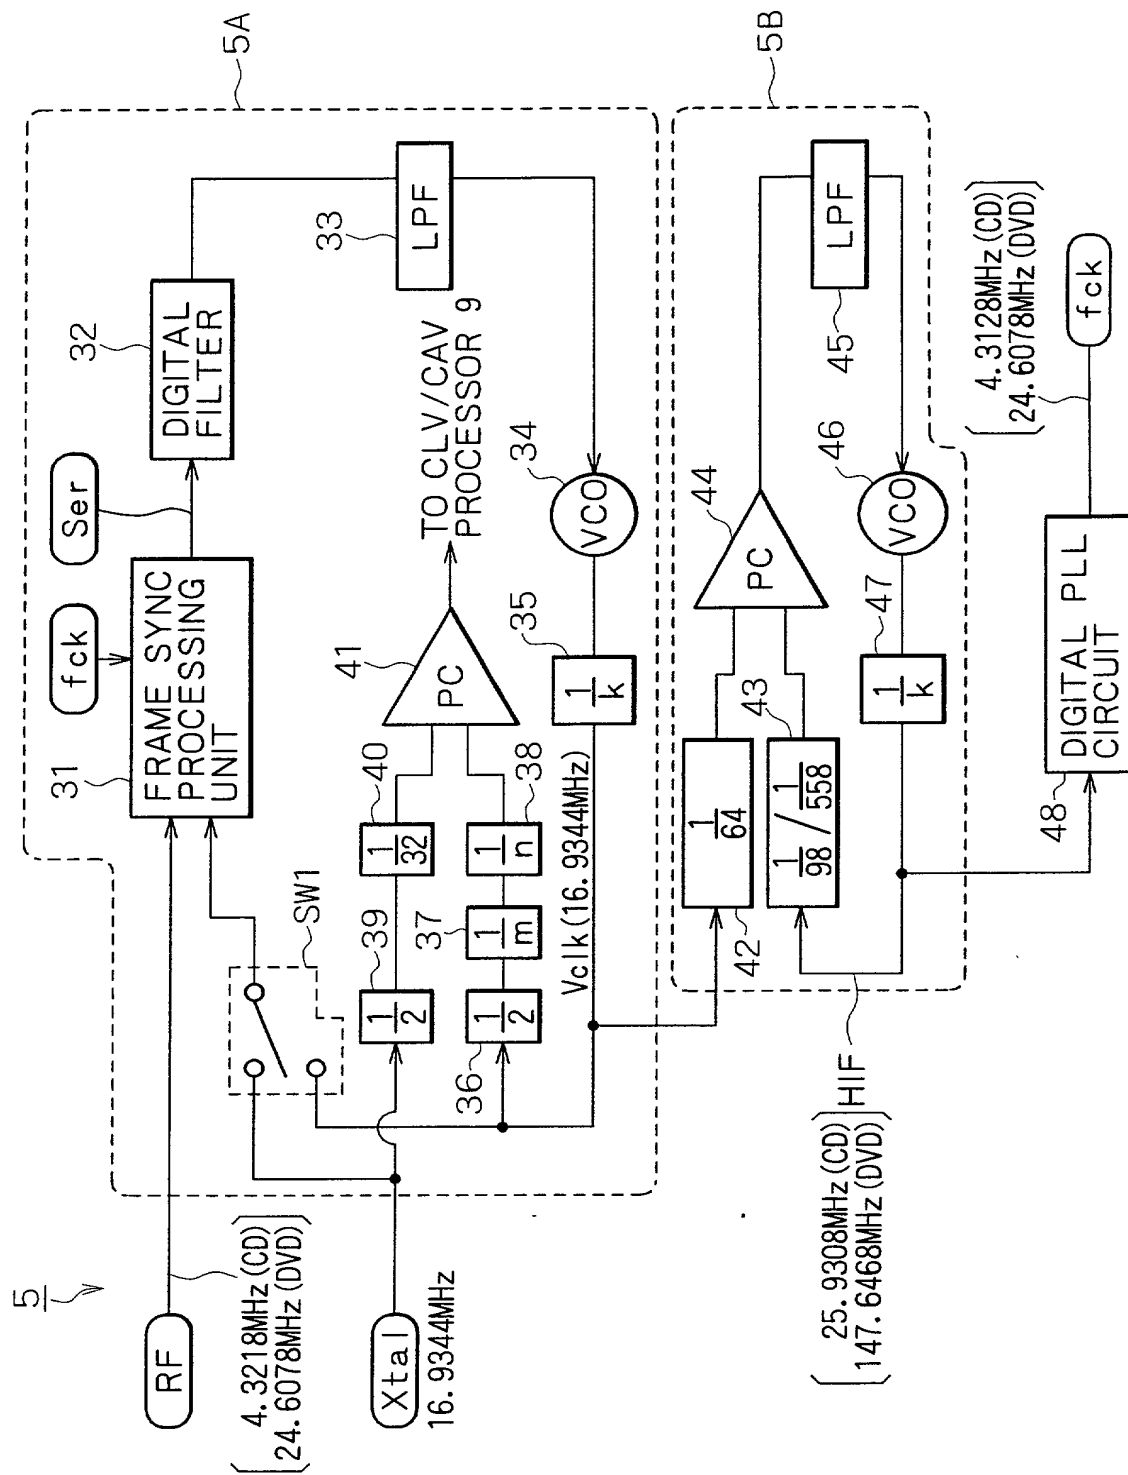 5
RF
4.3218MHz(CD)
24.6078MHz(DVD)
Xtal
16.9344MHz
5A
31
FRAME SYNC
PROCESSING
UNIT
fck
Ser
32
DIGITAL
FILTER
33
LPF
SW1
39
1/2
40
1/32
41
PC
TO CLV/CAV
PROCESSOR 9
36
1/2
37
1/m
38
1/n
Vclk(16.9344MHz)
35
1/k
34
VCO
5B
42
1/64
43
1/98 / 1/558
44
PC
45
LPF
46
VCO
47
1/k
HIF
25.9308MHz(CD)
147.6468MHz(DVD)
48
DIGITAL PLL
CIRCUIT
4.3128MHz(CD)
24.6078MHz(DVD)
fck